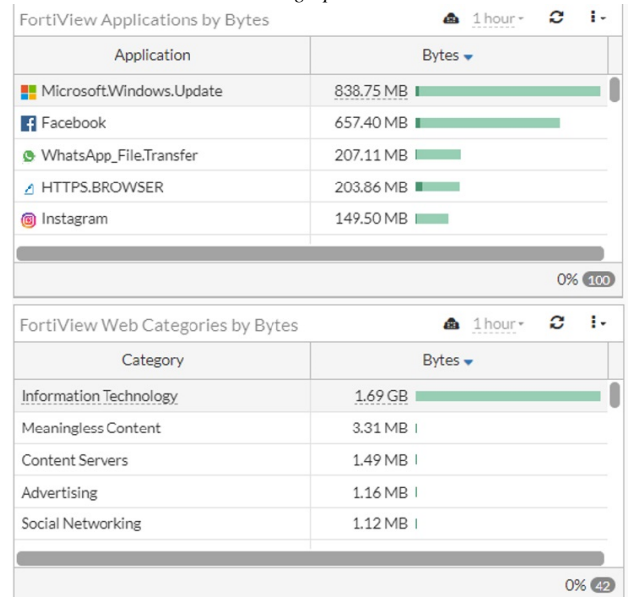 FortiView Applications by Bytes 1 hour
Application Bytes
Microsoft.Windows.Update 838.75 MB
Facebook 657.40 MB
WhatsApp_File.Transfer 207.11 MB
HTTPS.BROWSER 203.86 MB
Instagram 149.50 MB
0% 100
FortiView Web Categories by Bytes 1 hour
Category Bytes
Information Technology 1.69 GB
Meaningless Content 3.31 MB
Content Servers 1.49 MB
Advertising 1.16 MB
Social Networking 1.12 MB
0% 42